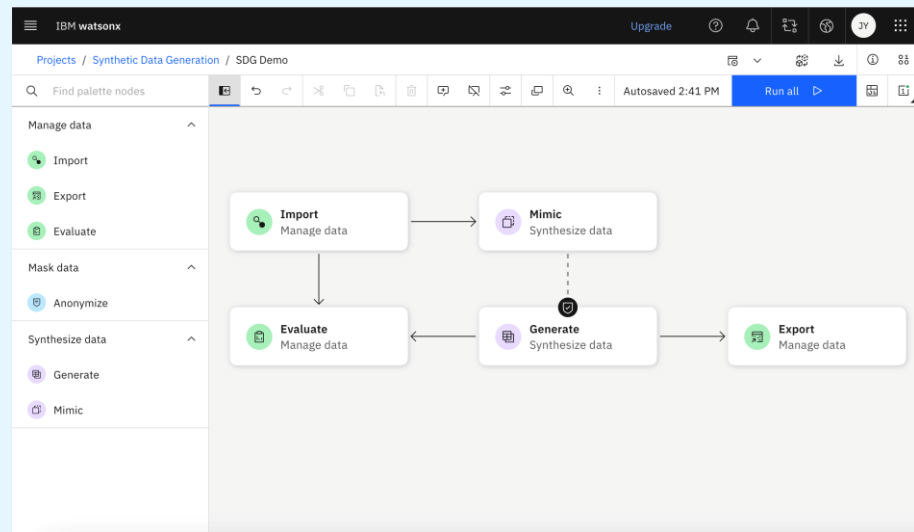 IBM watsonx
Upgrade
JY
Projects / Synthetic Data Generation / SDG Demo
Find palette nodes
Autosaved 2:41 PM
Run all
Manage data
Import
Export
Evaluate
Mask data
Anonymize
Synthesize data
Generate
Mimic
Import
Manage data
Mimic
Synthesize data
Evaluate
Manage data
Generate
Synthesize data
Export
Manage data